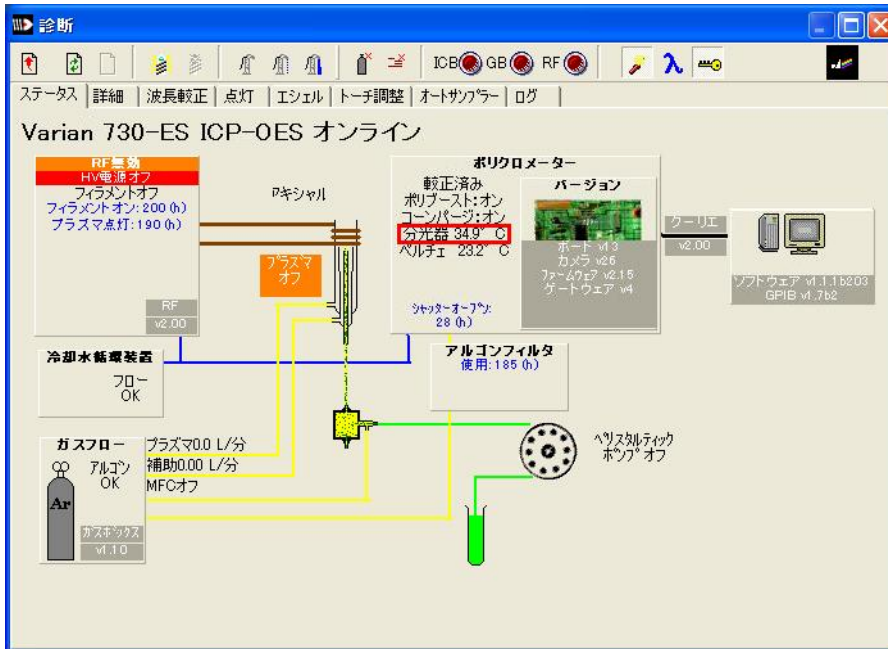 診断
ICB GB RF λ
ステータス 詳細 波長較正 点灯 エシェル トーチ調整 オートサンプラー ログ
Varian 730-ES ICP-OES オンライン
RF無効
HV電源オフ
フィラメントオフ
フィラメントオン: 200 (h)
プラズマ点灯: 190 (h)
RF
v2.00
アキシャル
プラズマ
オフ
ポリクロメーター
較正済み
ポリブースト:オン
コーンパージ:オン
分光器 34.9° C
ペルチェ 23.2° C
シャッターオープン:
28 (h)
バージョン
ボード v13
カメラ v26
ファームウェア v2.15
ゲートウェア v4
クーリエ
v2.00
ソフトウェア v1.1.1b203
GPIB v1.7b2
冷却水循環装置
フロー
OK
アルゴンフィルタ
使用: 185 (h)
ガスフロー
アルゴン
OK
Ar
ガスボックス
v1.10
プラズマ0.0 L/分
補助0.00 L/分
MFCオフ
ペリスタルティック
ポンプ オフ